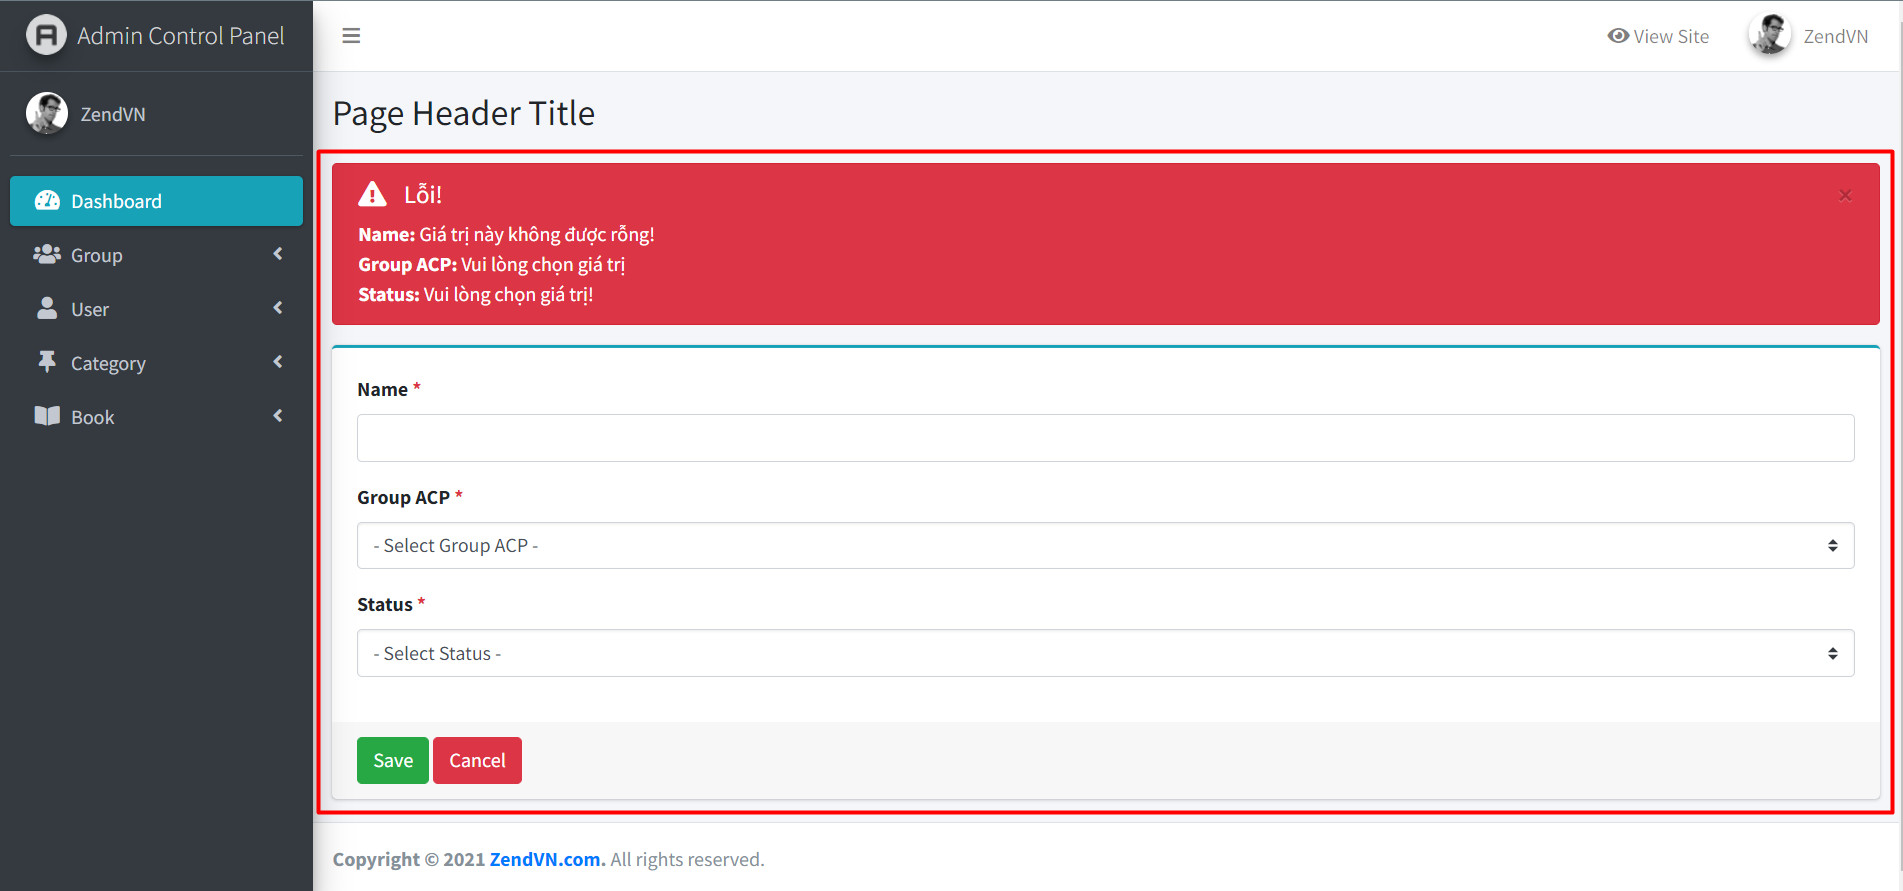 Admin Control Panel
View Site
ZendVN
ZendVN
Dashboard
Group
User
Category
Book
Page Header Title
Lỗi!
×
Name: Giá trị này không được rỗng!
Group ACP: Vui lòng chọn giá trị
Status: Vui lòng chọn giá trị!
Name *
Group ACP *
- Select Group ACP -
Status *
- Select Status -
Save Cancel
Copyright © 2021 ZendVN.com. All rights reserved.